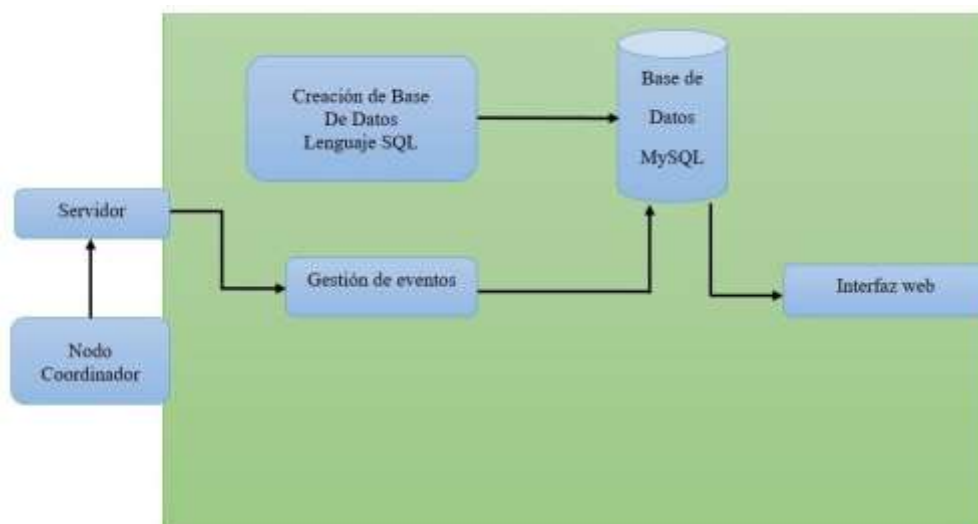 Creación de Base
De Datos
Lenguaje SQL
Base de
Datos
MySQL
Servidor
Gestión de eventos
Interfaz web
Nodo
Coordinador